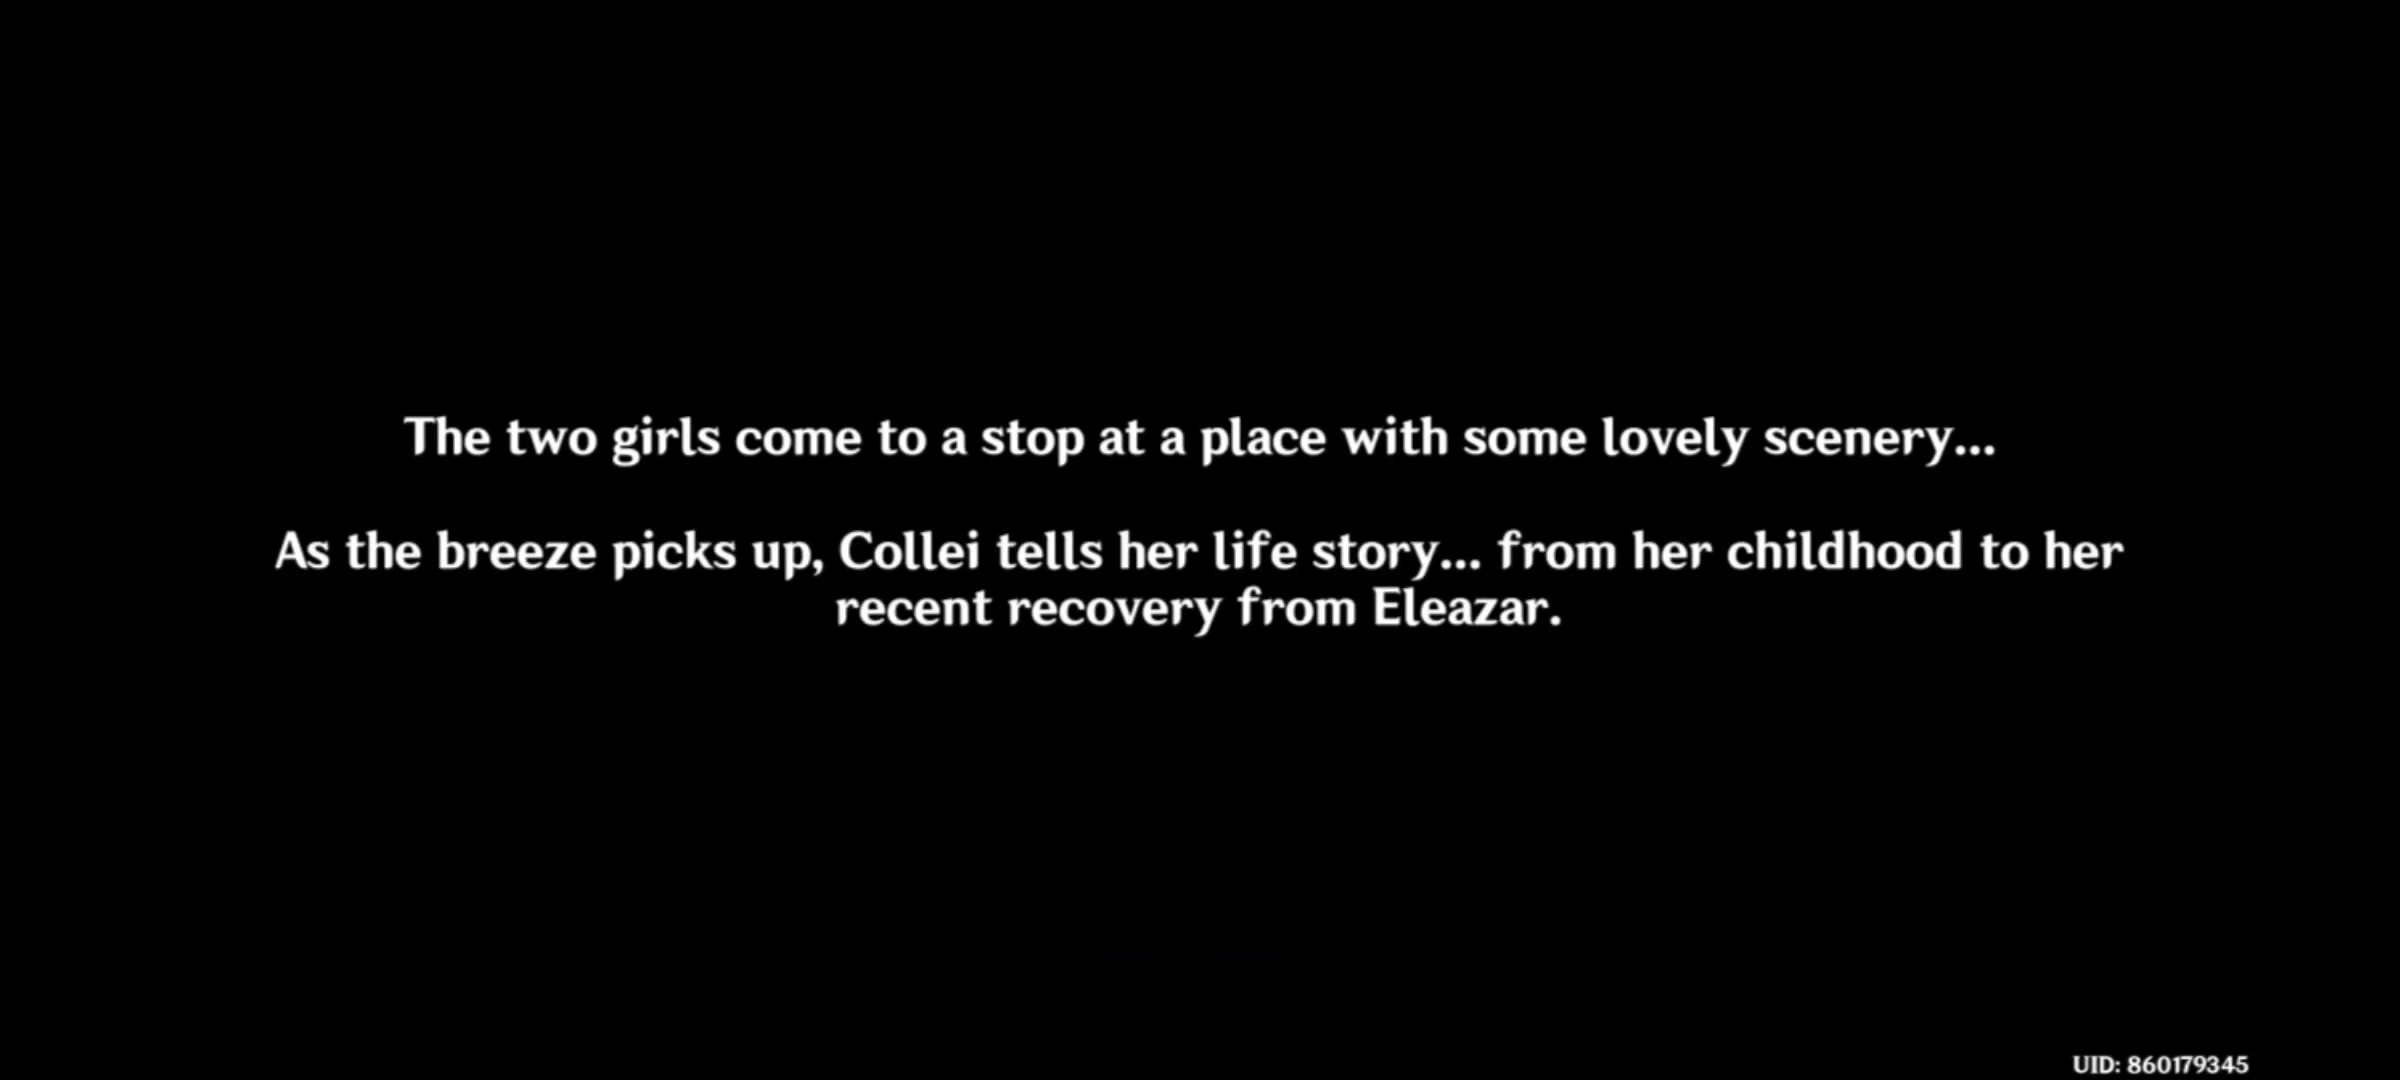 The two girls come to a stop at a place with some lovely scenery...
As the breeze picks up, Collei tells her life story... from her childhood to her
recent recovery from Eleazar.
UID: 860179345